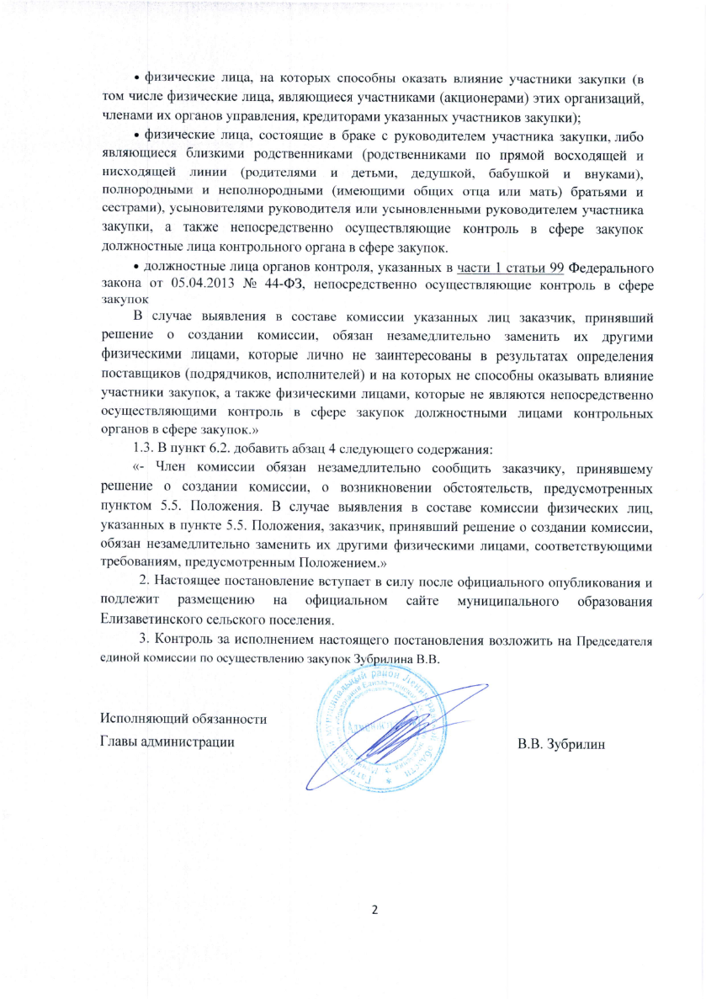 • физические лица, на которых способны оказать влияние участники закупки (в
том числе физические лица, являющиеся участниками (акционерами) этих организаций,
членами их органов управления, кредиторами указанных участников закупки);
• физические лица, состоящие в браке с руководителем участника закупки, либо
являющиеся близкими родственниками (родственниками по прямой восходящей и
нисходящей линии (родителями и детьми, дедушкой, бабушкой и внуками),
полнородными и неполнородными (имеющими общих отца или мать) братьями и
сестрами), усыновителями руководителя или усыновленными руководителем участника
закупки, а также непосредственно осуществляющие контроль в сфере закупок
должностные лица контрольного органа в сфере закупок.
• должностные лица органов контроля, указанных в части 1 статьи 99 Федерального
закона от 05.04.2013 № 44-ФЗ, непосредственно осуществляющие контроль в сфере
закупок
В случае выявления в составе комиссии указанных лиц заказчик, принявший
решение о создании комиссии, обязан незамедлительно заменить их другими
физическими лицами, которые лично не заинтересованы в результатах определения
поставщиков (подрядчиков, исполнителей) и на которых не способны оказывать влияние
участники закупок, а также физическими лицами, которые не являются непосредственно
осуществляющими контроль в сфере закупок должностными лицами контрольных
органов в сфере закупок.»
1.3. В пункт 6.2. добавить абзац 4 следующего содержания:
«- Член комиссии обязан незамедлительно сообщить заказчику, принявшему
решение о создании комиссии, о возникновении обстоятельств, предусмотренных
пунктом 5.5. Положения. В случае выявления в составе комиссии физических лиц,
указанных в пункте 5.5. Положения, заказчик, принявший решение о создании комиссии,
обязан незамедлительно заменить их другими физическими лицами, соответствующими
требованиям, предусмотренным Положением.»
2. Настоящее постановление вступает в силу после официального опубликования и
подлежит размещению на официальном сайте муниципального образования
Елизаветинского сельского поселения.
3. Контроль за исполнением настоящего постановления возложить на Председателя
единой комиссии по осуществлению закупок Зубрилина В.В.
Исполняющий обязанности
Главы администрации В.В. Зубрилин
2